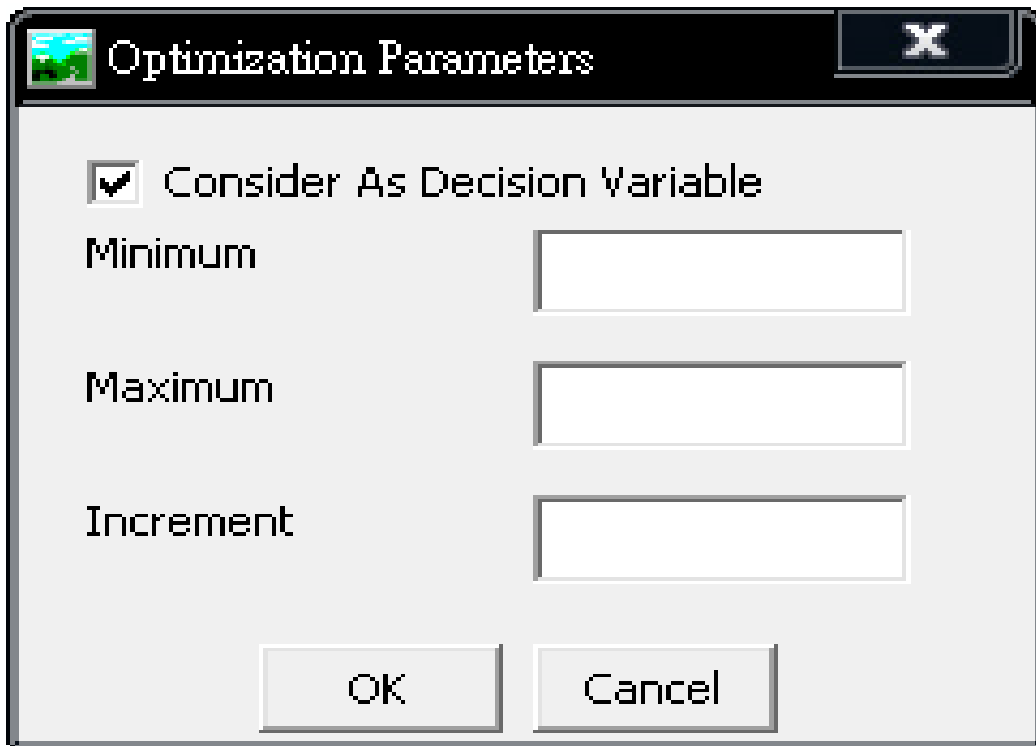 Optimization Parameters
Consider As Decision Variable
Minimum
Maximum
Increment
OK Cancel